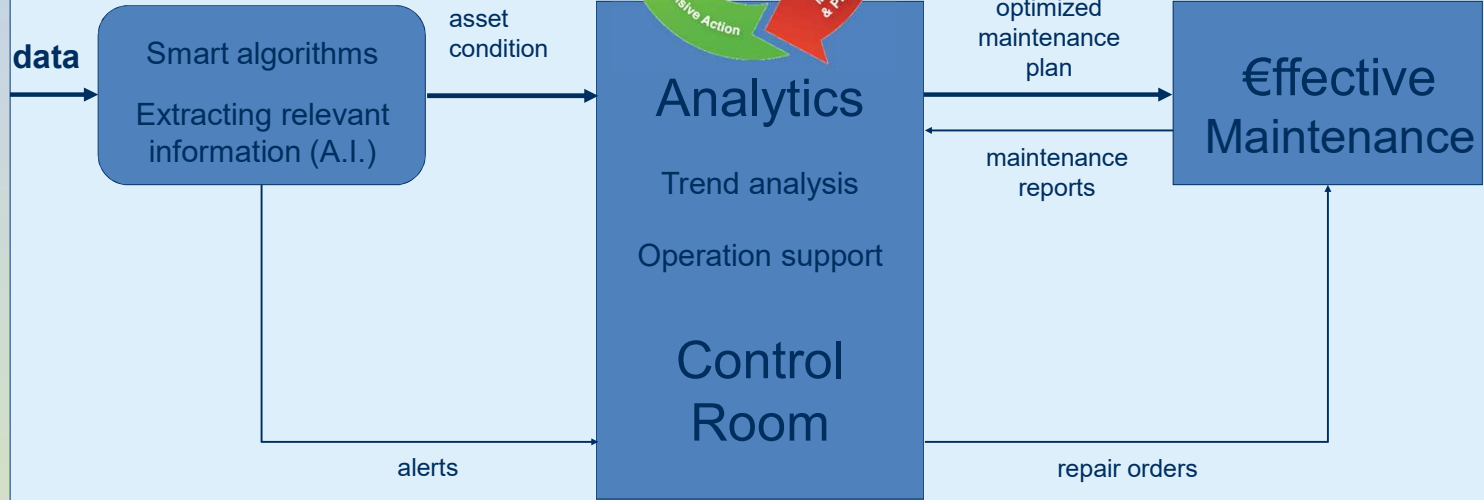 data
Smart algorithms
Extracting relevant
information (A.I.)
asset
condition
Action
Analytics
Trend analysis
Operation support
Control
Room
optimized
maintenance
plan
maintenance
reports
€ffective
Maintenance
alerts
repair orders